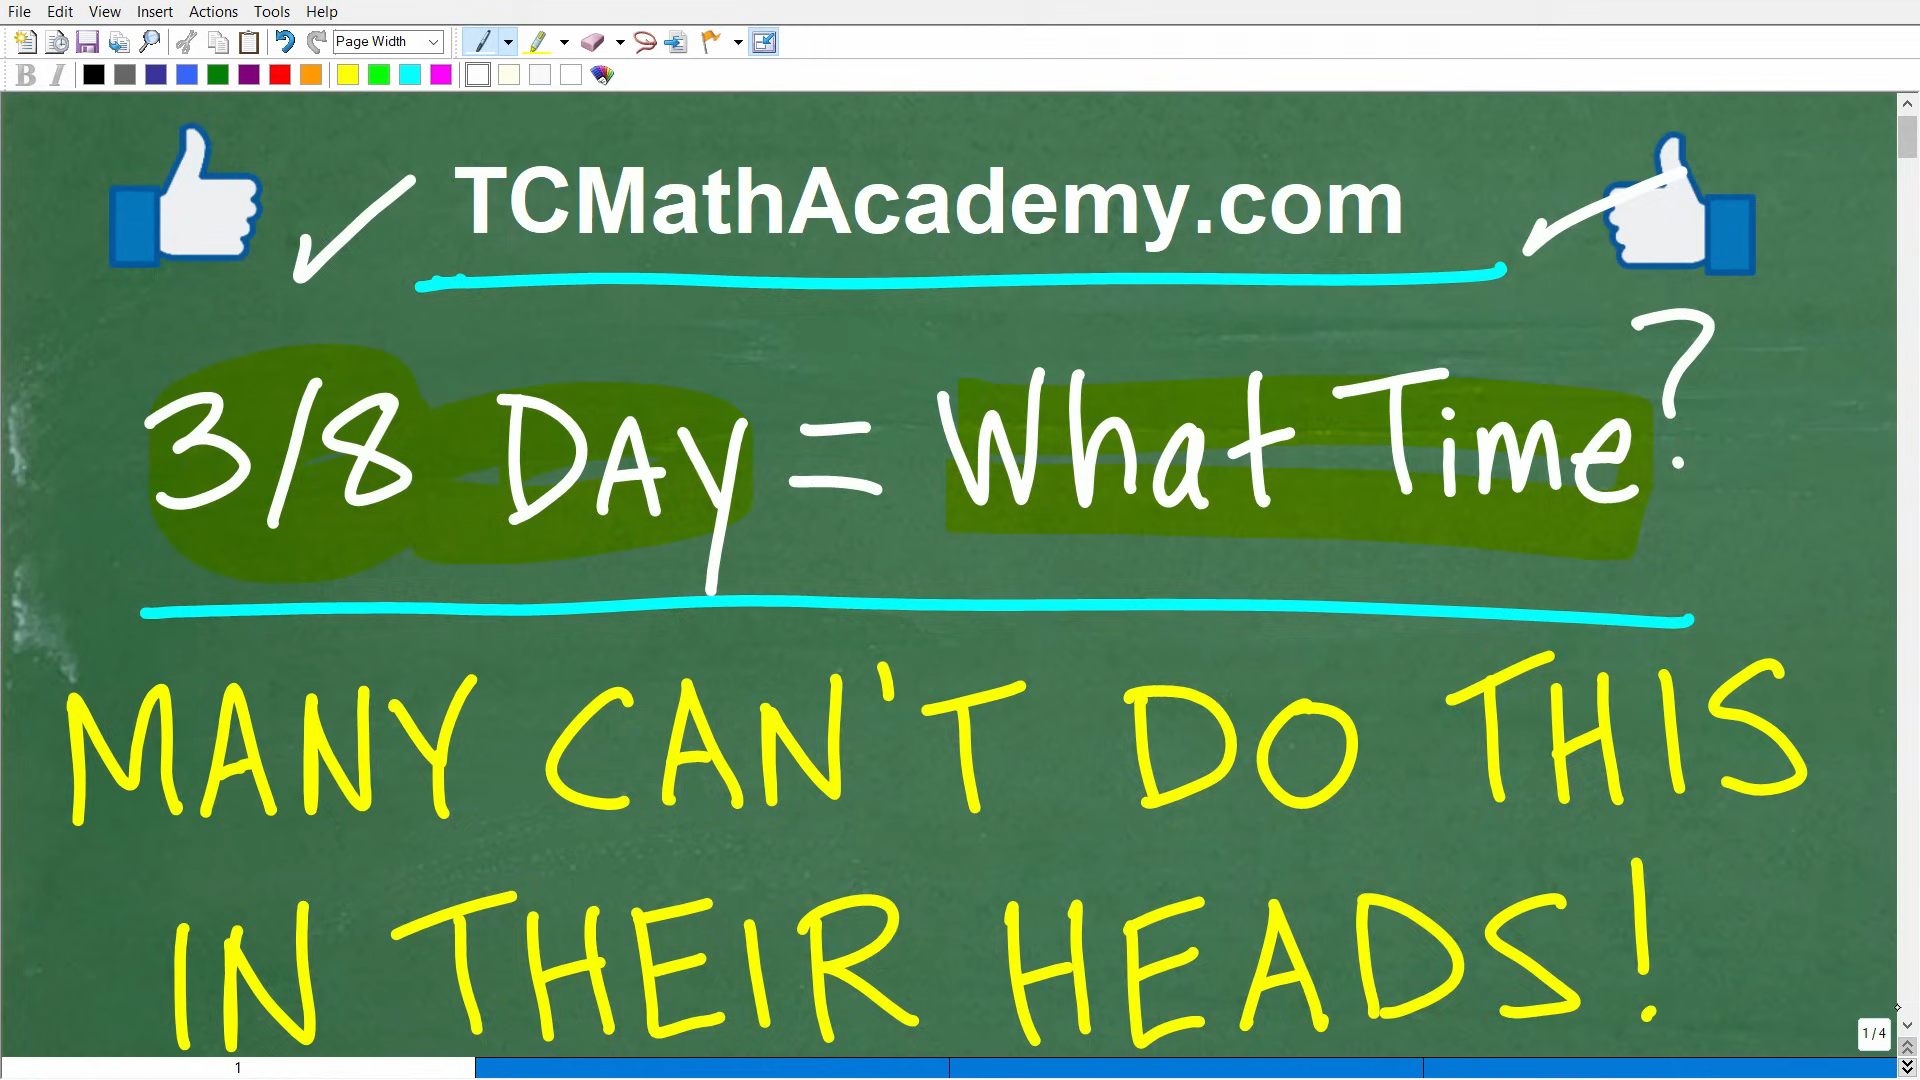 File Edit View Insert Actions Tools Help
Page Width
B I
TCMathAcademy.com
3/8 DAy = What Time?
MANY CAN'T DO THIS
IN THEIR HEADS!
1 / 4
1